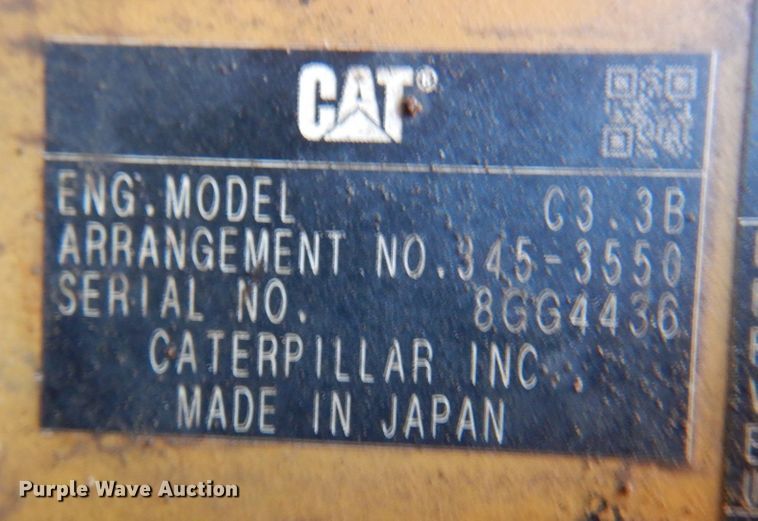 CAT®
ENG.MODEL C3.3B
ARRANGEMENT NO.345-3550
SERIAL NO. 8GG4436
CATERPILLAR INC.
MADE IN JAPAN
Purple Wave Auction